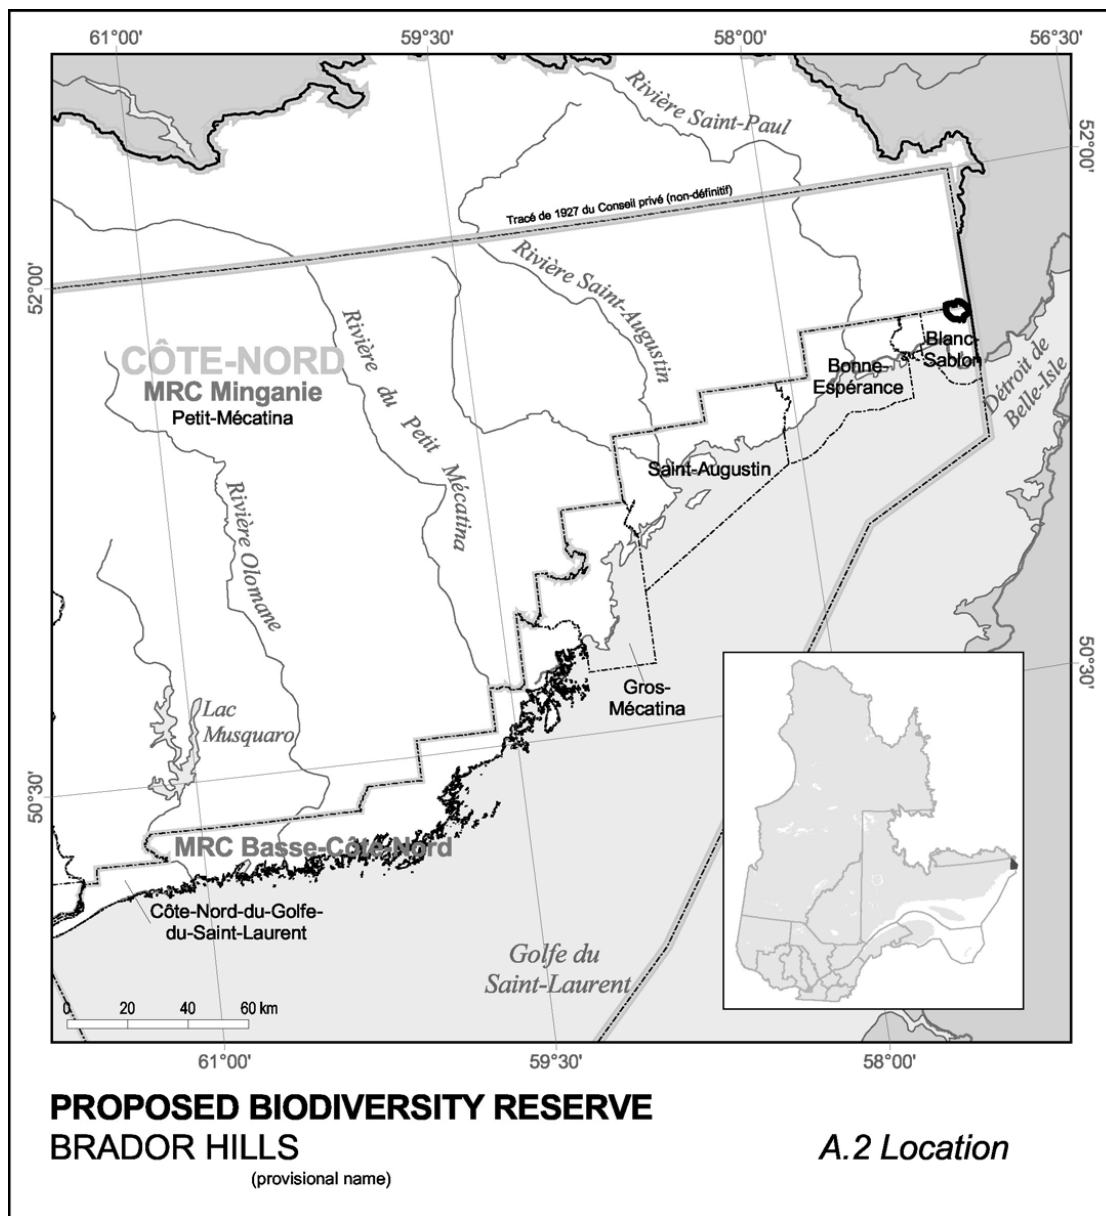 61°00'
59°30'
58°00'
56°30'
Rivière Saint-Paul
52°00'
Tracé de 1927 du Conseil privé (non-définitif)
Rivière Saint-Augustin
52°00'
Rivière du Petit Mécatina
CÔTE-NORD
MRC Minganie
Petit-Mécatina
Blanc-
Sablon
Bonne-
Espérance
Détroit de
Belle-Isle
Saint-Augustin
Rivière Olomane
50°30'
Gros-
Mécatina
Lac
Musquaro
50°30'
MRC Basse-Côte-Nord
Côte-Nord-du-Golfe-
du-Saint-Laurent
Golfe du
Saint-Laurent
0 20 40 60 km
61°00'
59°30'
58°00'
PROPOSED BIODIVERSITY RESERVE
BRADOR HILLS
A.2 Location
(provisional name)